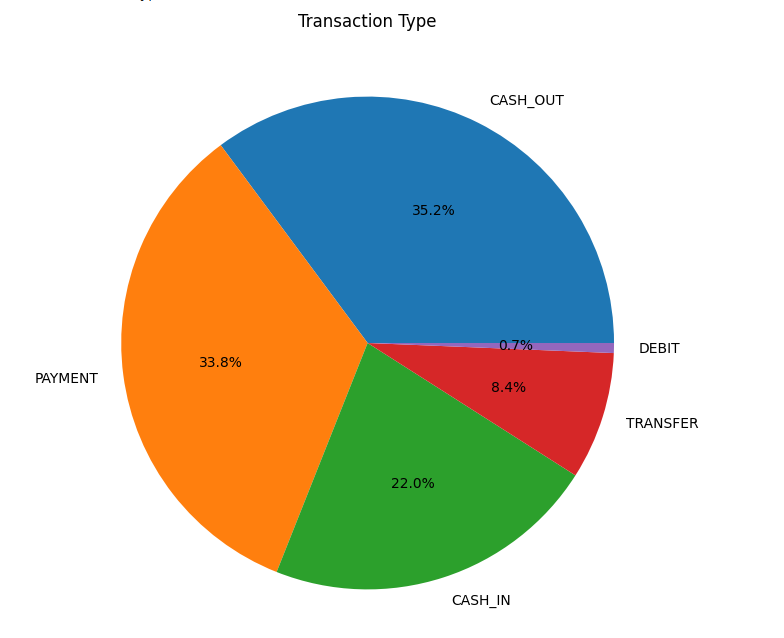 Transaction Type
CASH_OUT
35.2%
0.7%
DEBIT
33.8%
PAYMENT
8.4%
TRANSFER
22.0%
CASH_IN